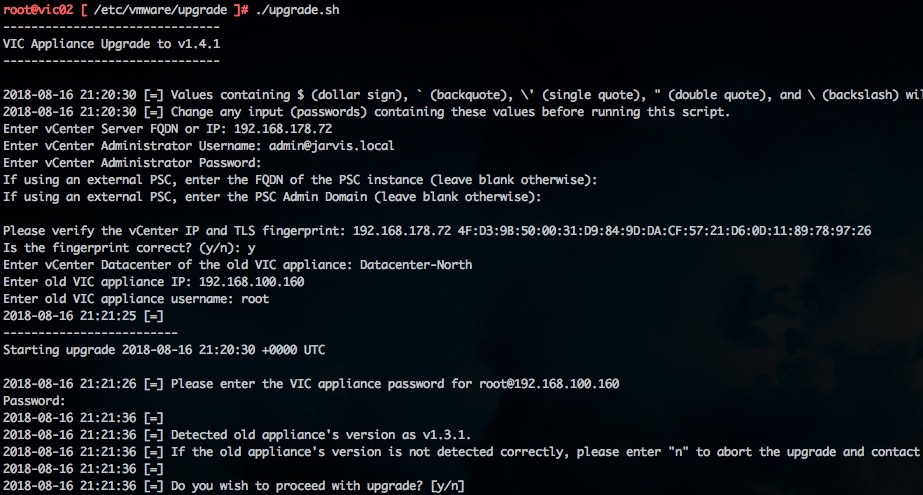 root@vic02 [ /etc/vmware/upgrade ]# ./upgrade.sh
-------------------------------
VIC Appliance Upgrade to v1.4.1
-------------------------------
2018-08-16 21:20:30 [=] Values containing $ (dollar sign), ` (backquote), \' (single quote), " (double quote), and \ (backslash) wil
2018-08-16 21:20:30 [=] Change any input (passwords) containing these values before running this script.
Enter vCenter Server FQDN or IP: 192.168.178.72
Enter vCenter Administrator Username: admin@jarvis.local
Enter vCenter Administrator Password:
If using an external PSC, enter the FQDN of the PSC instance (leave blank otherwise):
If using an external PSC, enter the PSC Admin Domain (leave blank otherwise):
Please verify the vCenter IP and TLS fingerprint: 192.168.178.72 4F:D3:9B:50:00:31:D9:84:9D:DA:CF:57:21:D6:0D:11:89:78:97:26
Is the fingerprint correct? (y/n): y
Enter vCenter Datacenter of the old VIC appliance: Datacenter-North
Enter old VIC appliance IP: 192.168.100.160
Enter old VIC appliance username: root
2018-08-16 21:21:25 [=]
-------------------------
Starting upgrade 2018-08-16 21:20:30 +0000 UTC
2018-08-16 21:21:26 [=] Please enter the VIC appliance password for root@192.168.100.160
Password:
2018-08-16 21:21:36 [=]
2018-08-16 21:21:36 [=] Detected old appliance's version as v1.3.1.
2018-08-16 21:21:36 [=] If the old appliance's version is not detected correctly, please enter "n" to abort the upgrade and contact
2018-08-16 21:21:36 [=]
2018-08-16 21:21:36 [=] Do you wish to proceed with upgrade? [y/n]